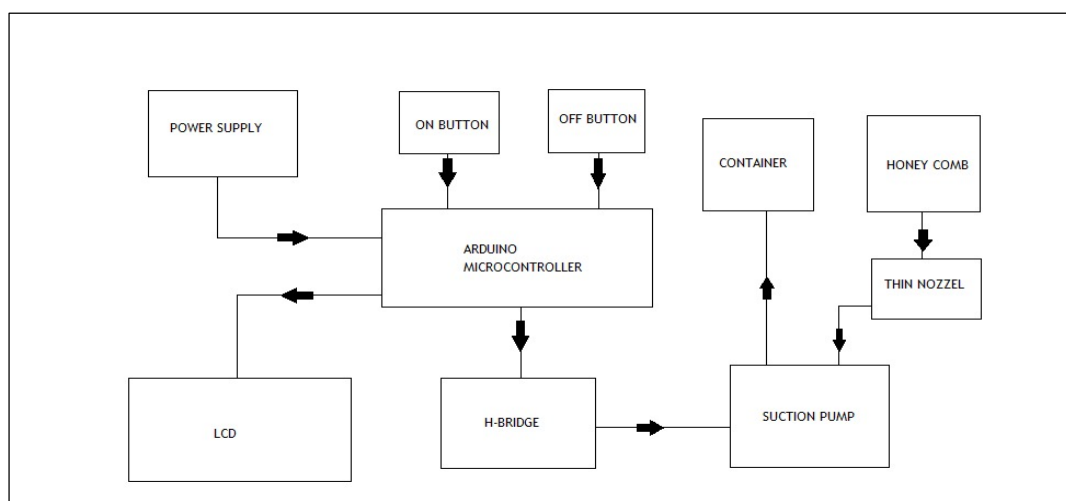 POWER SUPPLY
ON BUTTON
OFF BUTTON
CONTAINER
HONEY COMB
ARDUINO
MICROCONTROLLER
THIN NOZZEL
LCD
H-BRIDGE
SUCTION PUMP